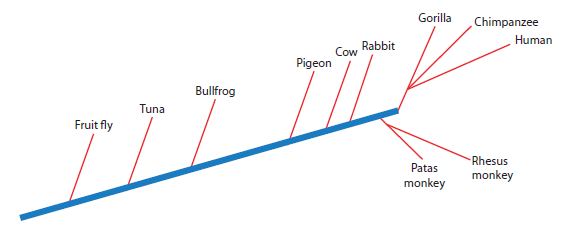 Gorilla
Chimpanzee
Human
Rabbit
Cow
Pigeon
Bullfrog
Tuna
Fruit fly
Patas
monkey
Rhesus
monkey